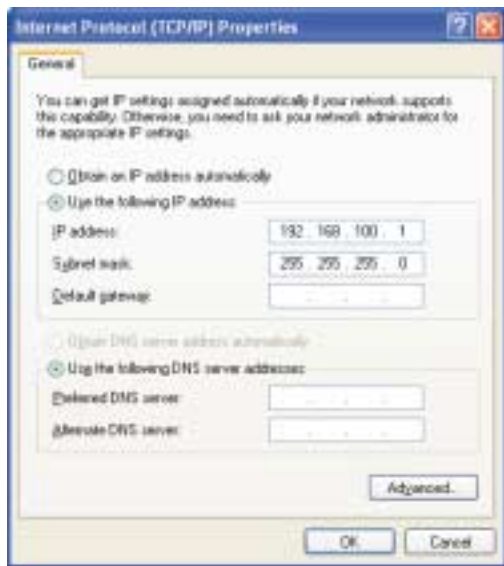 Internet Protocol (TCP/IP) Properties
General
You can get IP settings assigned automatically if your network supports
this capability. Otherwise, you need to ask your network administrator for
the appropriate IP settings.
Obtain an IP address automatically
Use the following IP address:
IP address: 192 . 168 . 100 . 1
Subnet mask: 255 . 255 . 255 . 0
Default gateway: . . .
Obtain DNS server address automatically
Use the following DNS server addresses:
Preferred DNS server: . . .
Alternate DNS server: . . .
Advanced...
OK Cancel